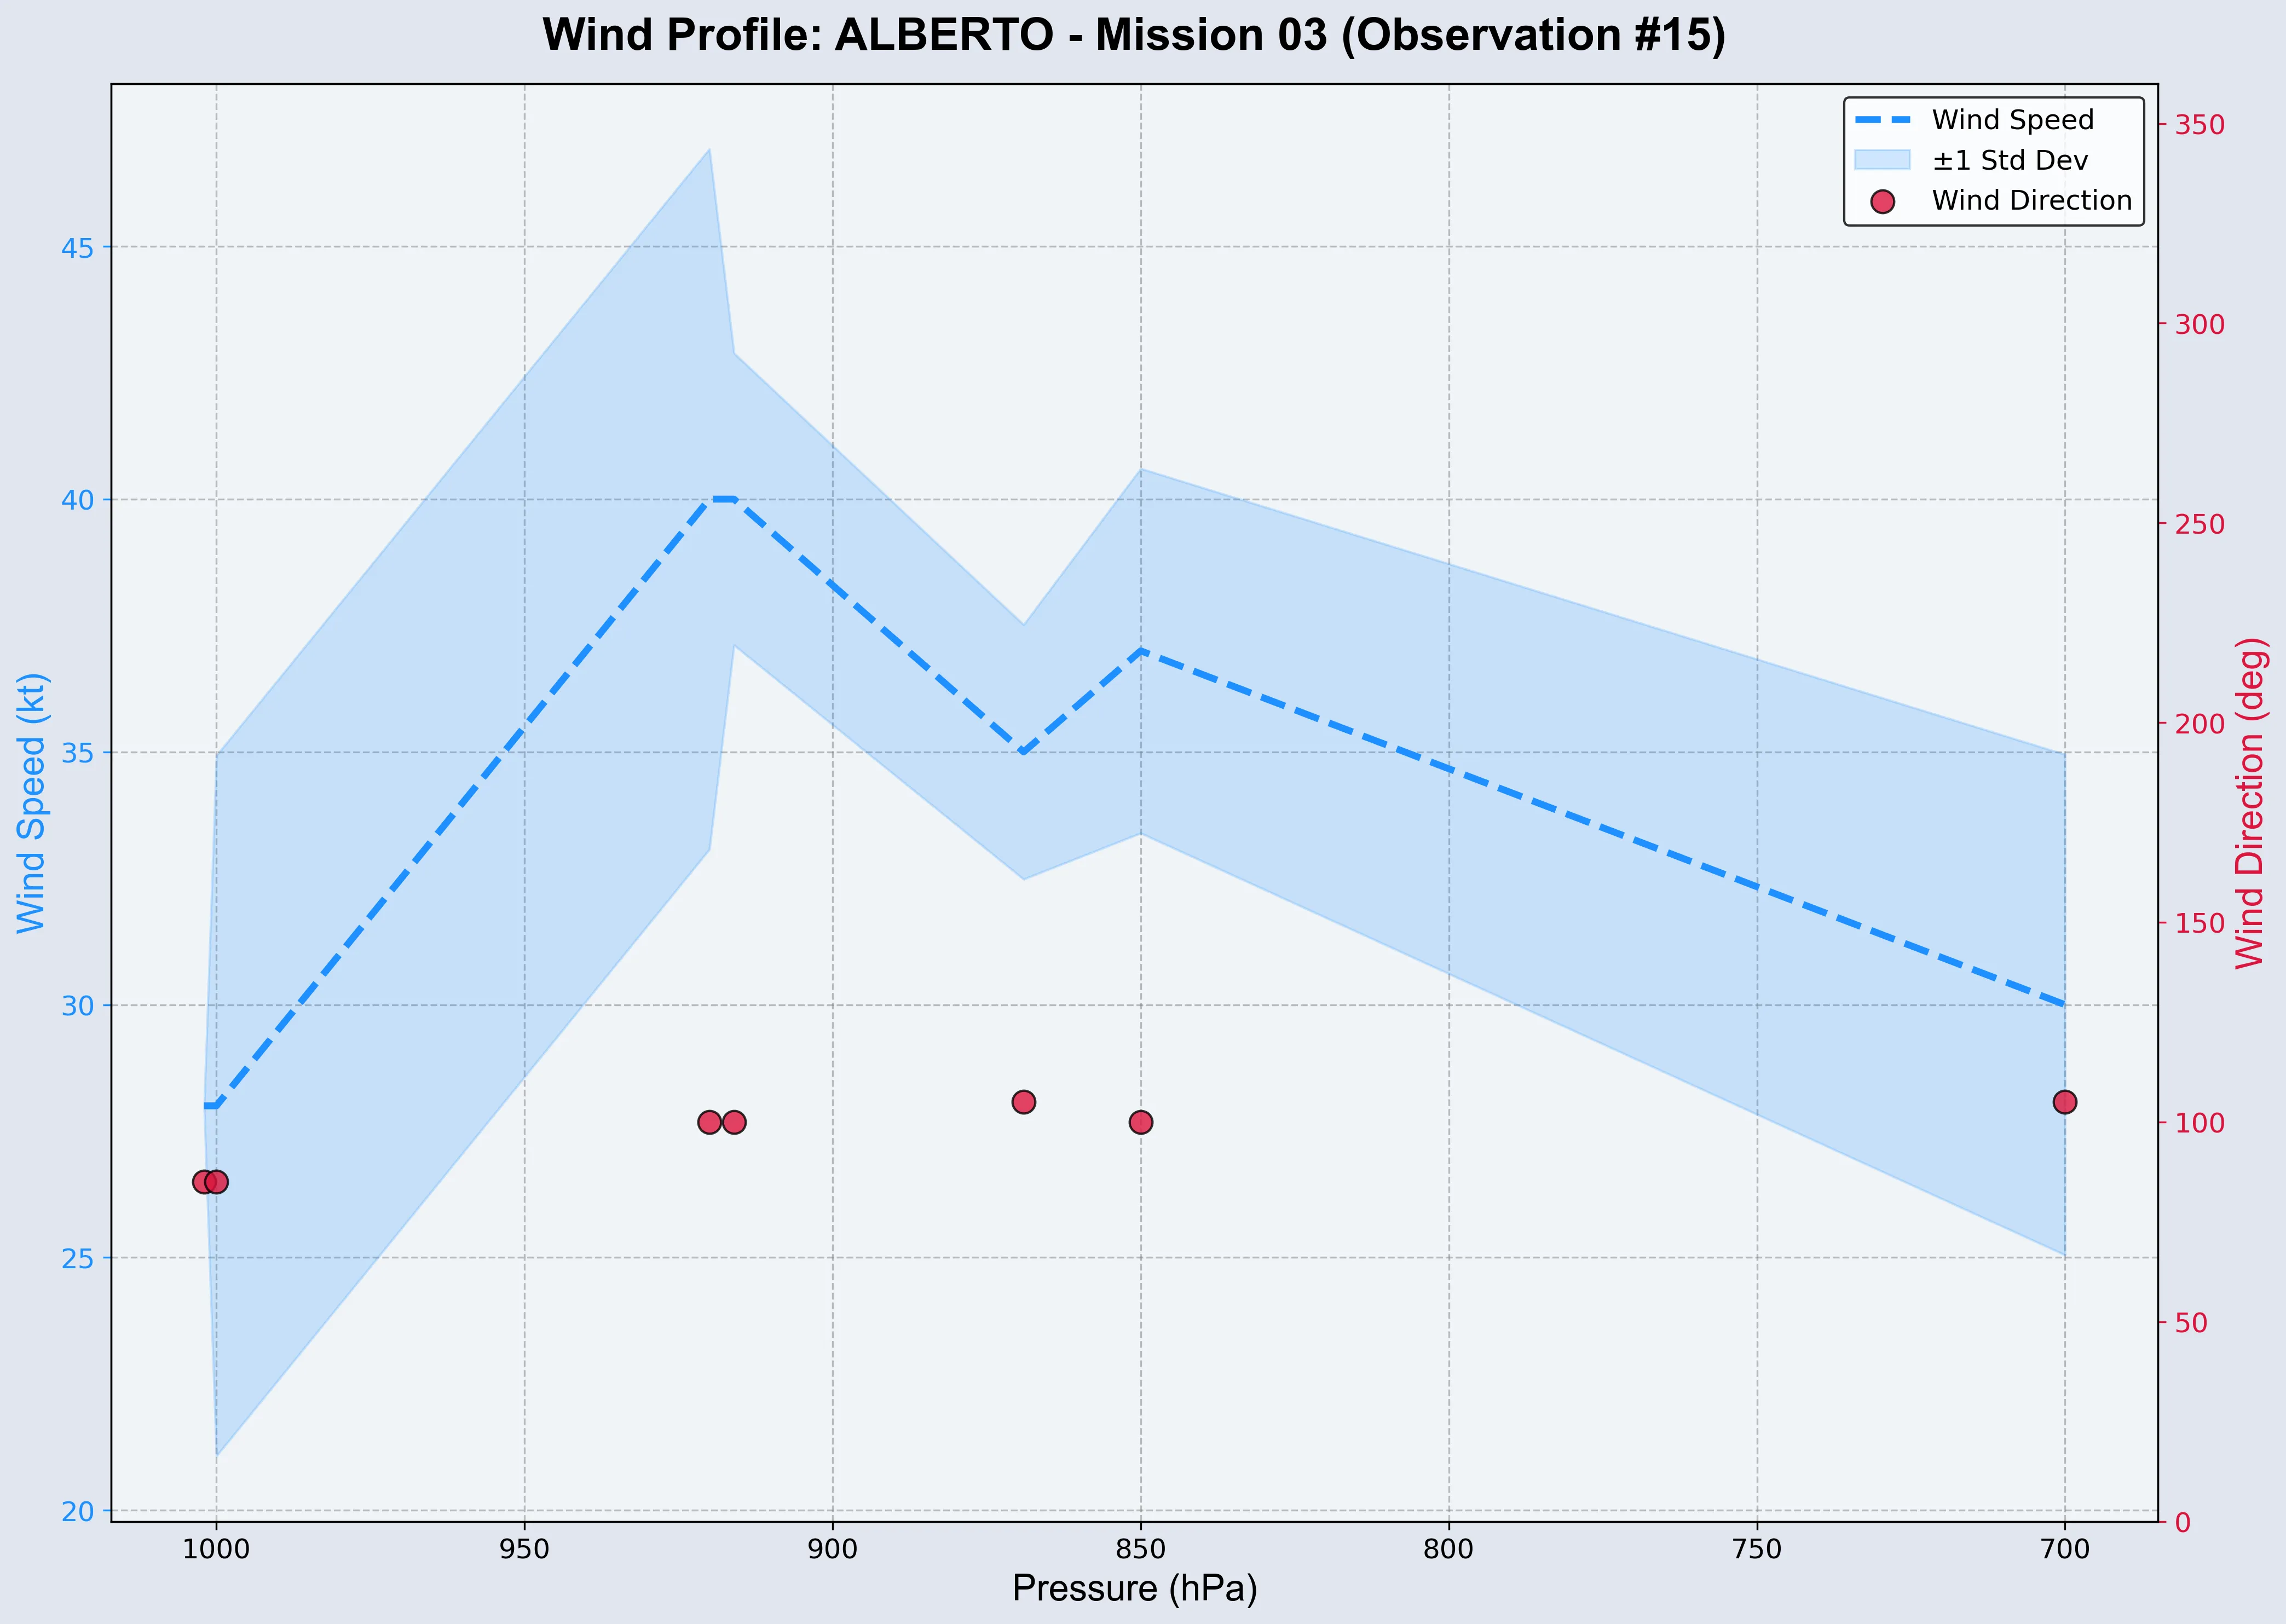 Wind Profile: ALBERTO - Mission 03 (Observation #15)
Wind Speed
±1 Std Dev
Wind Direction
Wind Speed (kt)
45
40
35
30
25
20
350
300
250
200
150
100
50
0
Wind Direction (deg)
1000 950 900 850 800 750 700
Pressure (hPa)